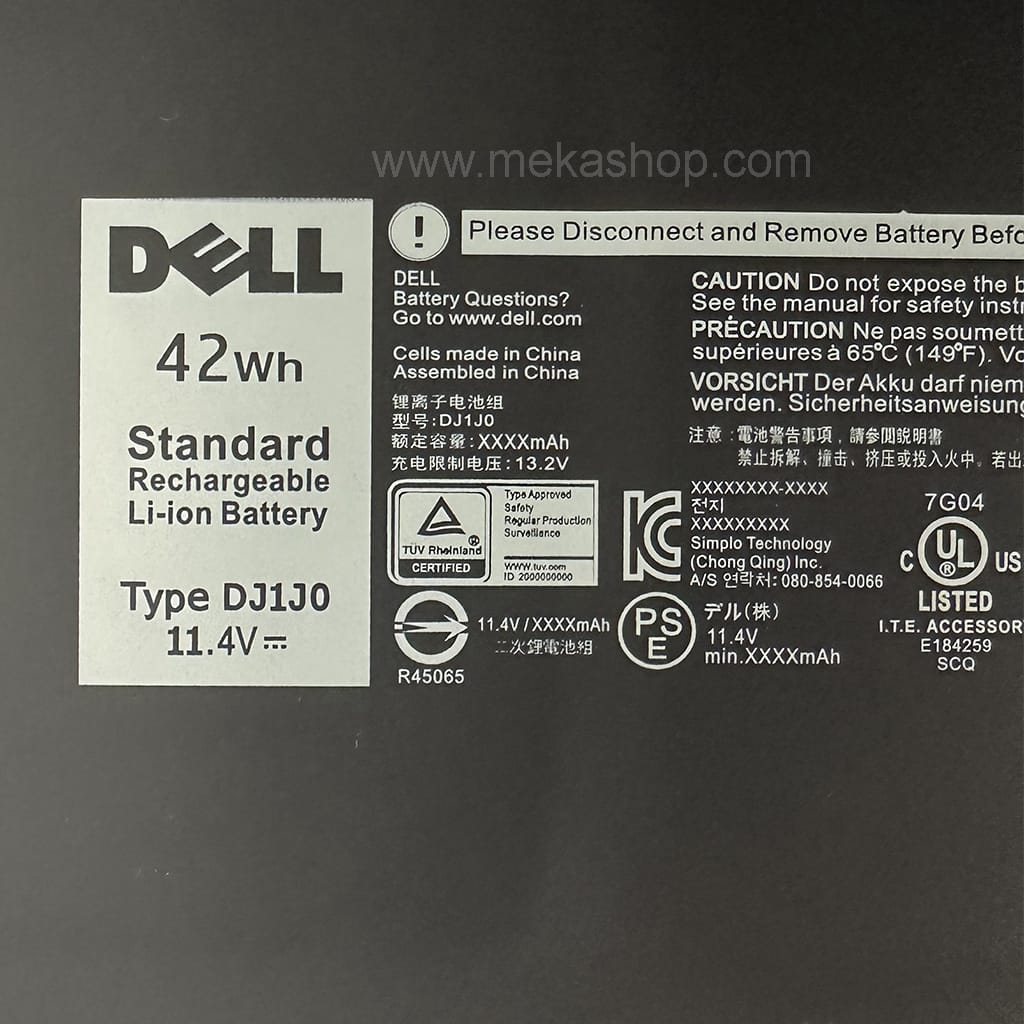 www.mekashop.com
DELL
42Wh
Standard
Rechargeable
Li-ion Battery
Type DJ1J0
11.4V
!
Please Disconnect and Remove Battery Befo
DELL
Battery Questions?
Go to www.dell.com
Cells made in China
Assembled in China
锂离子电池组
型号:DJ1J0
额定容量:XXXXmAh
充电限制电压:13.2V
CAUTION Do not expose the b
See the manual for safety instr
PRÉCAUTION Ne pas soumett
supérieures à 65°C (149°F). Vo
VORSICHT Der Akku darf niem
werden. Sicherheitsanweisung
注意:電池警告事項,請參閱說明書
禁止拆解、撞击、挤压或投入火中。若出
TÜV Rheinland
CERTIFIED
Type Approved
Safety
Regular Production
Surveillance
www.tuv.com
ID 2000000000
XXXXXXXX-XXXX
전지
XXXXXXXXX
Simplo Technology
(Chong Qing) Inc.
A/S 연락처: 080-854-0066
7G04
C UL US
®
LISTED
I.T.E. ACCESSOR
E184259
SCQ
R45065
11.4V / XXXXmAh
二次鋰電池組
PSE
デル(株)
11.4V
min.XXXXmAh